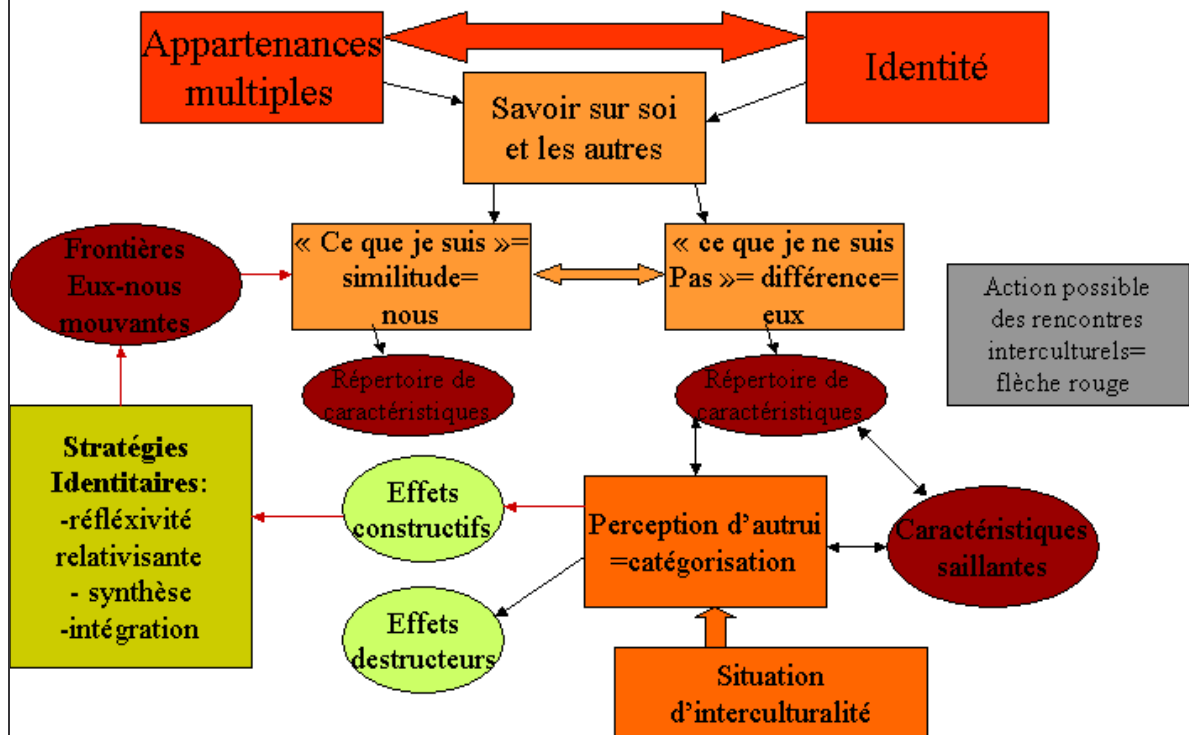 Appartenances
multiples
Identité
Savoir sur soi
et les autres
Frontières
Eux-nous
mouvantes
« Ce que je suis »=
similitude=
nous
« ce que je ne suis
Pas »= différence=
eux
Action possible
des rencontres
interculturels=
flèche rouge
Répertoire de
caractéristiques
Répertoire de
caractéristiques
Stratégies
Identitaires:
-réfléxivité
relativisante
- synthèse
-intégration
Effets
constructifs
Perception d’autrui
=catégorisation
Caractéristiques
saillantes
Effets
destructeurs
Situation
d’interculturalité